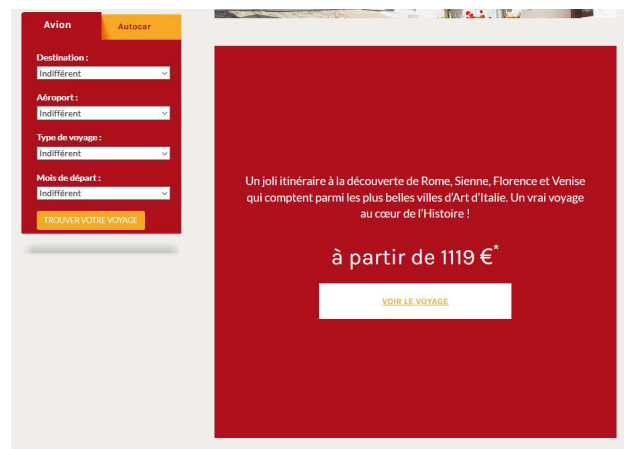 Avion
Autocar
Destination :
Indifférent
Aéroport :
Indifférent
Type de voyage :
Indifférent
Mois de départ :
Indifférent
TROUVER VOTRE VOYAGE
Un joli itinéraire à la découverte de Rome, Sienne, Florence et Venise
qui comptent parmi les plus belles villes d'Art d'Italie. Un vrai voyage
au cœur de l'Histoire !
à partir de 1119 €*
VOIR LE VOYAGE